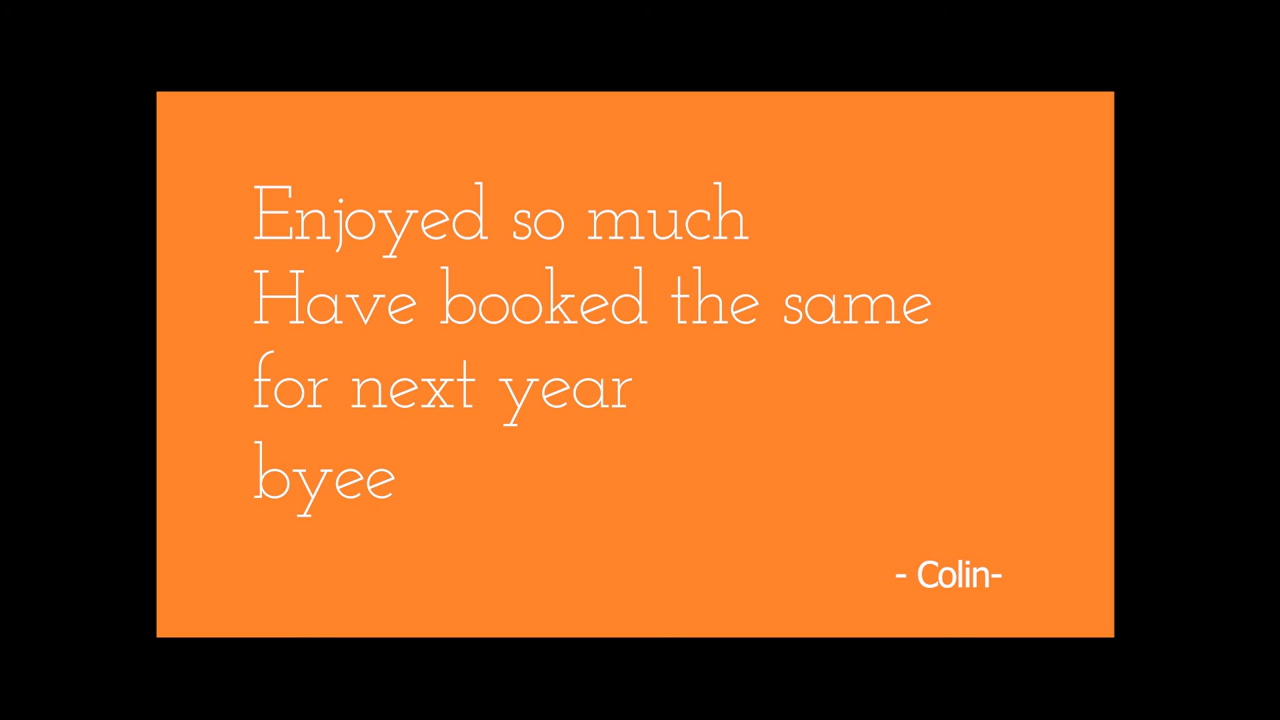 Enjoyed so much
Have booked the same
for next year
byee
- Colin-